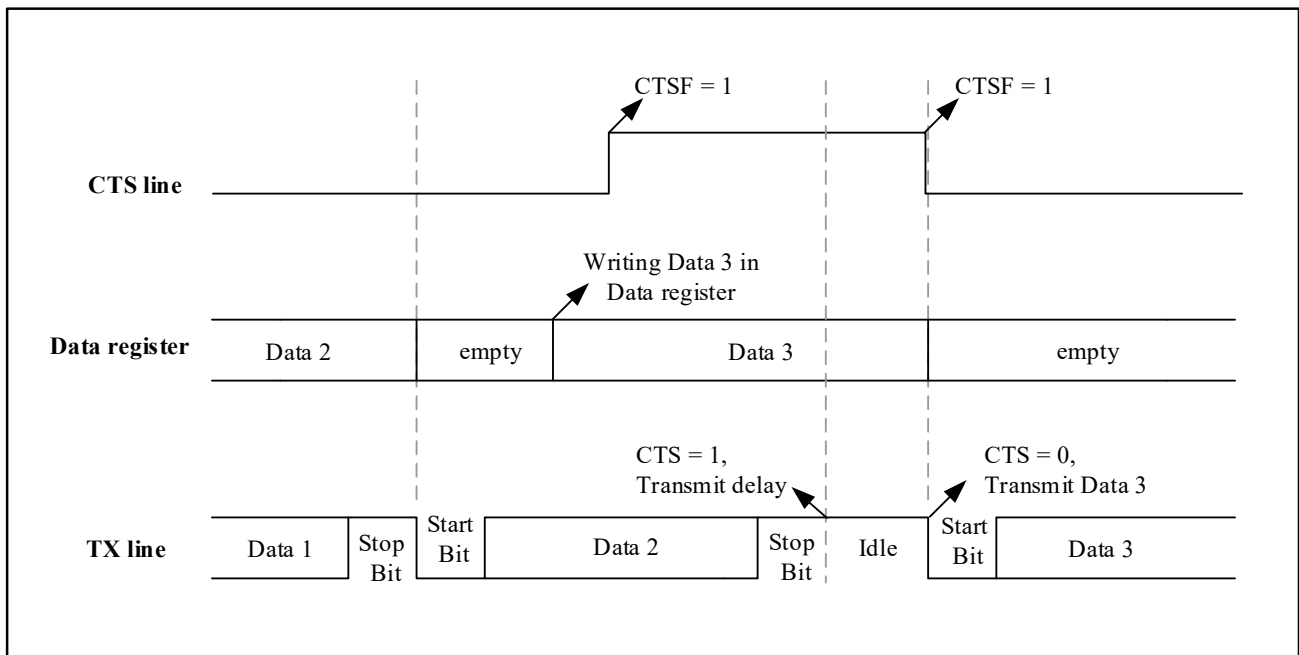 CTSF = 1
CTSF = 1
CTS line
Writing Data 3 in
Data register
Data register
Data 2
empty
Data 3
empty
CTS = 1,
Transmit delay
CTS = 0,
Transmit Data 3
TX line
Data 1
Stop
Bit
Start
Bit
Data 2
Stop
Bit
Idle
Start
Bit
Data 3